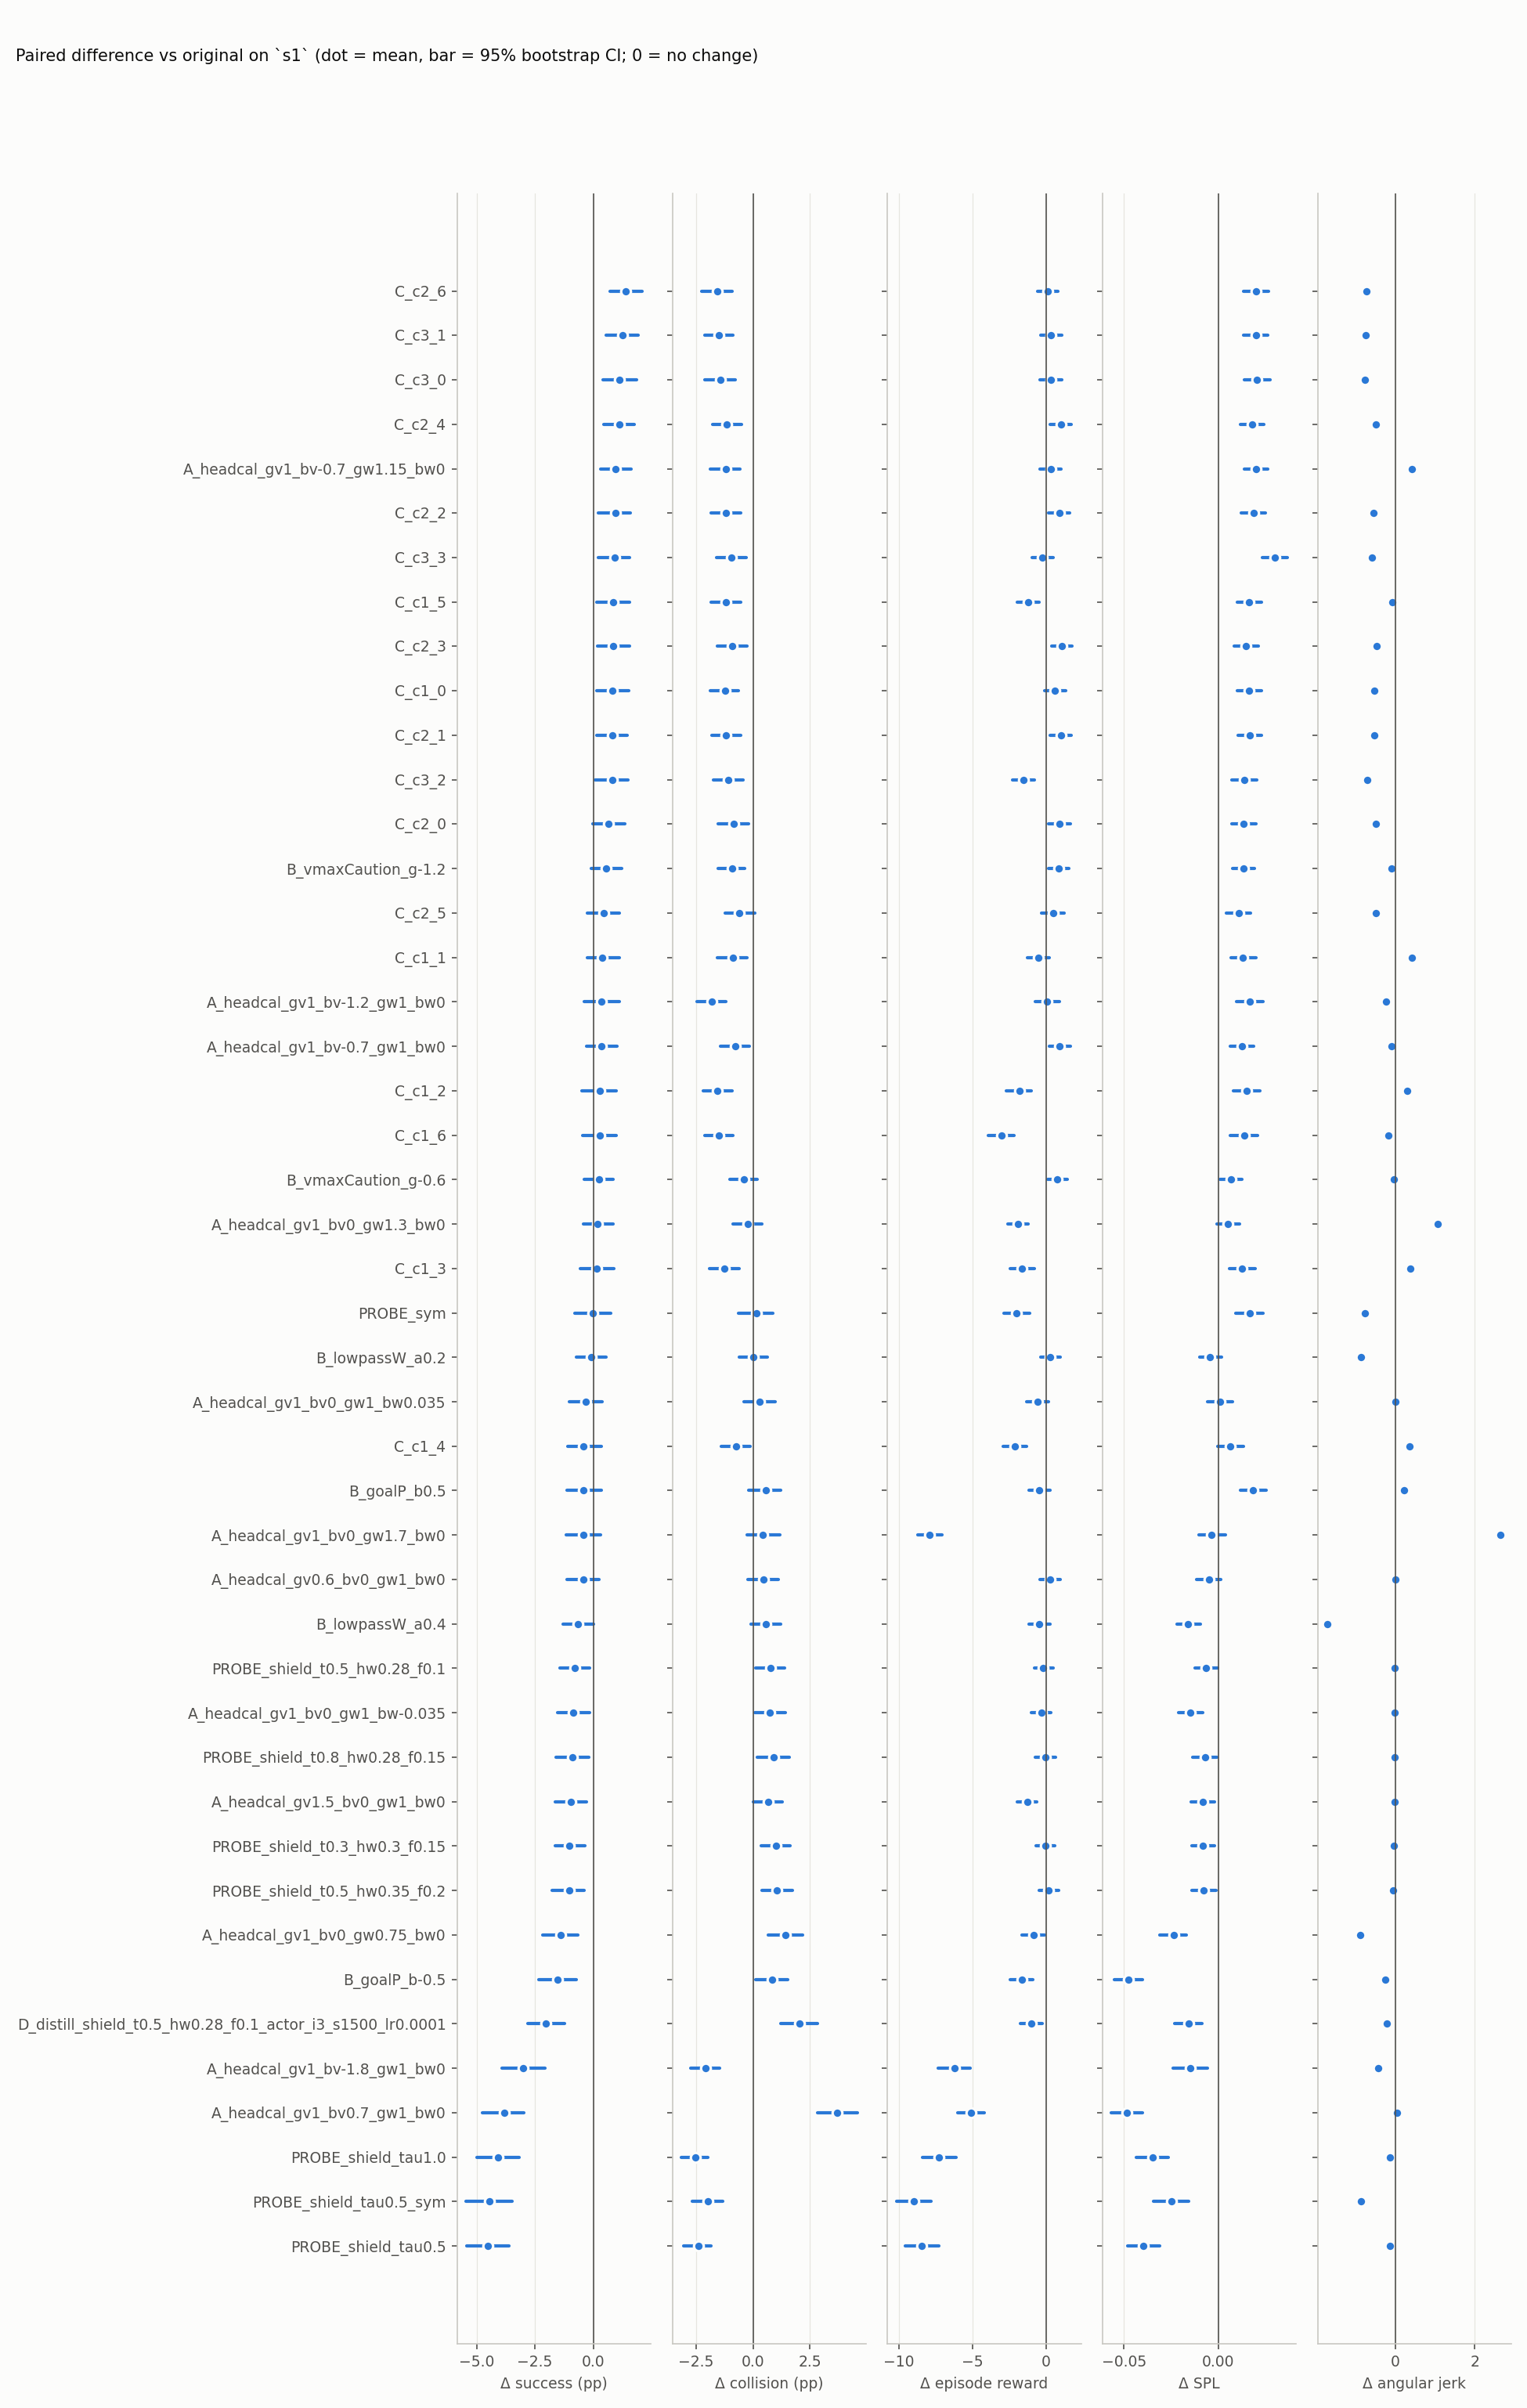 Paired difference vs original on `s1` (dot = mean, bar = 95% bootstrap CI; 0 = no change)
C_c2_6
C_c3_1
C_c3_0
C_c2_4
A_headcal_gv1_bv-0.7_gw1.15_bw0
C_c2_2
C_c3_3
C_c1_5
C_c2_3
C_c1_0
C_c2_1
C_c3_2
C_c2_0
B_vmaxCaution_g-1.2
C_c2_5
C_c1_1
A_headcal_gv1_bv-1.2_gw1_bw0
A_headcal_gv1_bv-0.7_gw1_bw0
C_c1_2
C_c1_6
B_vmaxCaution_g-0.6
A_headcal_gv1_bv0_gw1.3_bw0
C_c1_3
PROBE_sym
B_lowpassW_a0.2
A_headcal_gv1_bv0_gw1_bw0.035
C_c1_4
B_goalP_b0.5
A_headcal_gv1_bv0_gw1.7_bw0
A_headcal_gv0.6_bv0_gw1_bw0
B_lowpassW_a0.4
PROBE_shield_t0.5_hw0.28_f0.1
A_headcal_gv1_bv0_gw1_bw-0.035
PROBE_shield_t0.8_hw0.28_f0.15
A_headcal_gv1.5_bv0_gw1_bw0
PROBE_shield_t0.3_hw0.3_f0.15
PROBE_shield_t0.5_hw0.35_f0.2
A_headcal_gv1_bv0_gw0.75_bw0
B_goalP_b-0.5
D_distill_shield_t0.5_hw0.28_f0.1_actor_i3_s1500_lr0.0001
A_headcal_gv1_bv-1.8_gw1_bw0
A_headcal_gv1_bv0.7_gw1_bw0
PROBE_shield_tau1.0
PROBE_shield_tau0.5_sym
PROBE_shield_tau0.5
−5.0 −2.5 0.0 −2.5 0.0 2.5 −10 −5 0 −0.05 0.00 0 2
Δ success (pp) Δ collision (pp) Δ episode reward Δ SPL Δ angular jerk